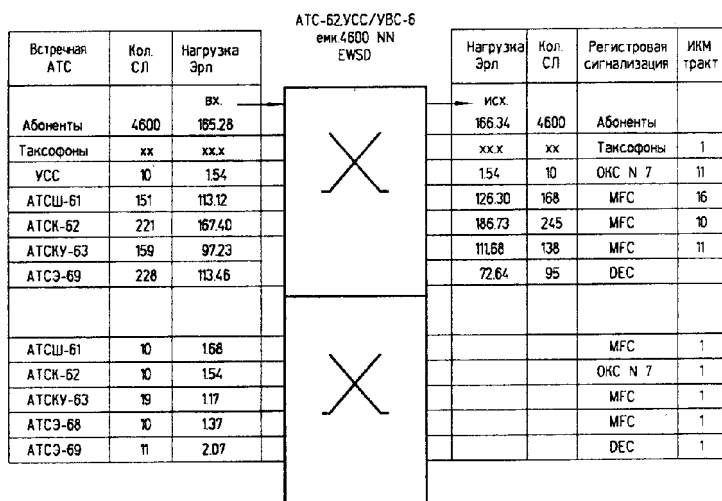 АТС-62.УСС/УВС-6
емк.4600 NN
EWSD
Встречная АТС Кол. СЛ Нагрузка Эрл
Нагрузка Эрл Кол. СЛ Регистровая сигнализация ИКМ тракт
вх. исх.
Абоненты 4600 165.28 166.34 4600 Абоненты
Таксофоны xx xx.x xx.x xx Таксофоны 1
УСС 10 1.54 1.54 10 ОКС N 7 11
АТСШ-61 151 113.12 126.30 168 MFC 16
АТСК-62 221 167.40 186.73 245 MFC 10
АТСКУ-63 159 97.23 111.68 138 MFC 11
АТСЭ-69 228 113.46 72.64 95 DEC
АТСШ-61 10 1.68 MFC 1
АТСК-62 10 1.54 ОКС N 7 1
АТСКУ-63 19 1.17 MFC 1
АТСЭ-68 10 1.37 MFC 1
АТСЭ-69 11 2.07 DEC 1